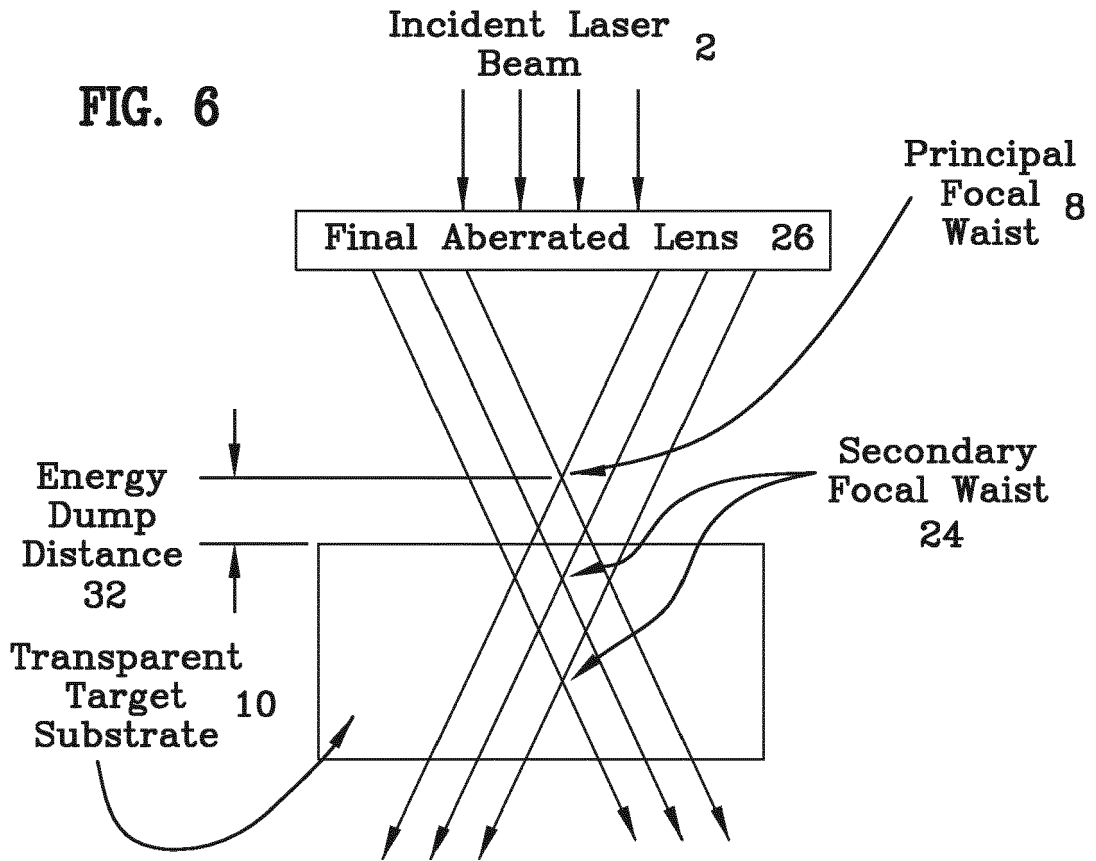 FIG. 6
Incident Laser
Beam 2
Final Aberrated Lens 26
Principal
Focal
Waist 8
Energy
Dump
Distance
32
Secondary
Focal Waist
24
Transparent
Target
Substrate 10